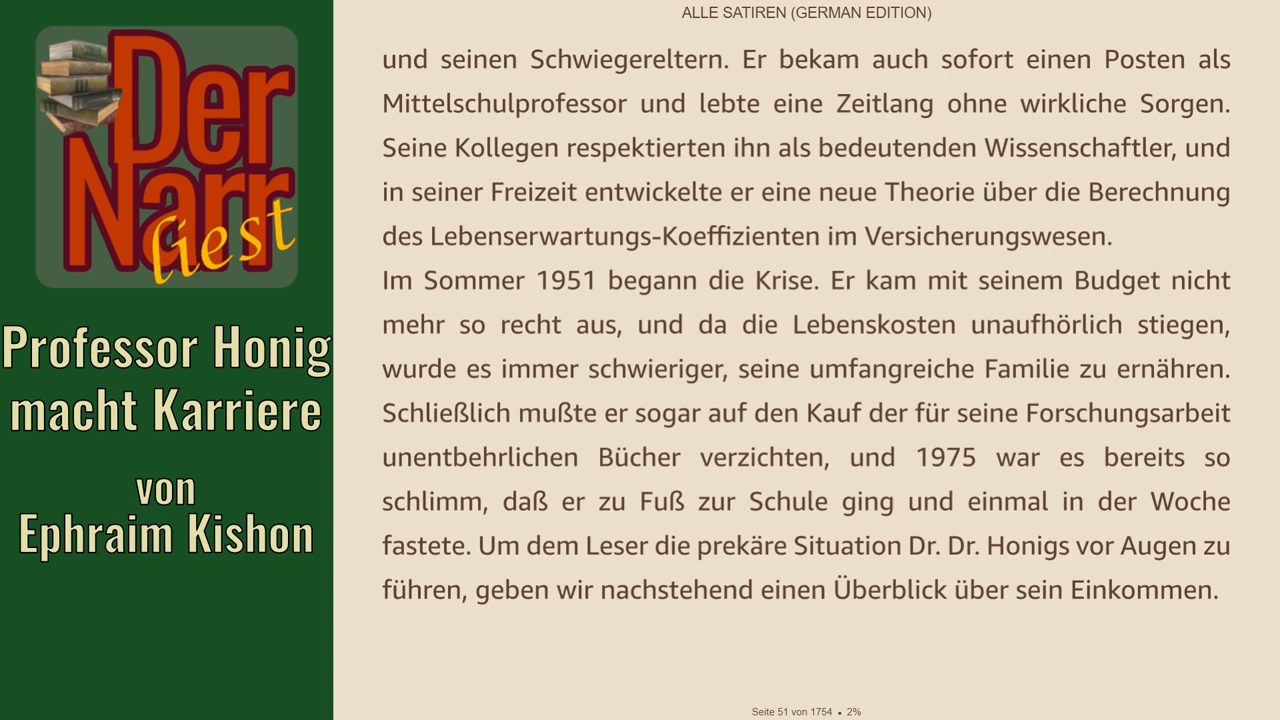 Der
Narr
liest
Professor Honig
macht Karriere
von
Ephraim Kishon
ALLE SATIREN (GERMAN EDITION)
und seinen Schwiegereltern. Er bekam auch sofort einen Posten als
Mittelschulprofessor und lebte eine Zeitlang ohne wirkliche Sorgen.
Seine Kollegen respektierten ihn als bedeutenden Wissenschaftler, und
in seiner Freizeit entwickelte er eine neue Theorie über die Berechnung
des Lebenserwartungs-Koeffizienten im Versicherungswesen.
Im Sommer 1951 begann die Krise. Er kam mit seinem Budget nicht
mehr so recht aus, und da die Lebenskosten unaufhörlich stiegen,
wurde es immer schwieriger, seine umfangreiche Familie zu ernähren.
Schließlich mußte er sogar auf den Kauf der für seine Forschungsarbeit
unentbehrlichen Bücher verzichten, und 1975 war es bereits so
schlimm, daß er zu Fuß zur Schule ging und einmal in der Woche
fastete. Um dem Leser die prekäre Situation Dr. Dr. Honigs vor Augen zu
führen, geben wir nachstehend einen Überblick über sein Einkommen.
Seite 51 von 1754 • 2%